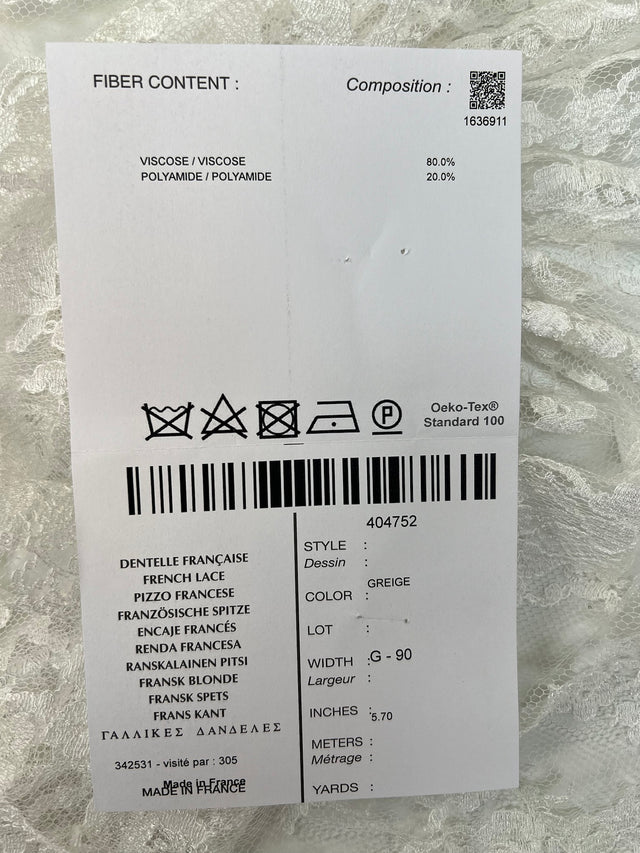 FIBER CONTENT : Composition :
1636911
VISCOSE / VISCOSE 80.0%
POLYAMIDE / POLYAMIDE 20.0%
P
Oeko-Tex®
Standard 100
DENTELLE FRANÇAISE
FRENCH LACE
PIZZO FRANCESE
FRANZÖSISCHE SPITZE
ENCAJE FRANCÉS
RENDA FRANCESA
RANSKALAINEN PITSI
FRANSK BLONDE
FRANSK SPETS
FRANS KANT
ΓΑΛΛΙΚΕΣ ΔΑΝΔΕΛΕΣ
342531 - visité par : 305
Made in France
MADE IN FRANCE
404752
STYLE :
Dessin :
GREIGE
COLOR :
LOT :
WIDTH : G - 90
Largeur :
INCHES : 5.70
METERS :
Métrage :
YARDS :